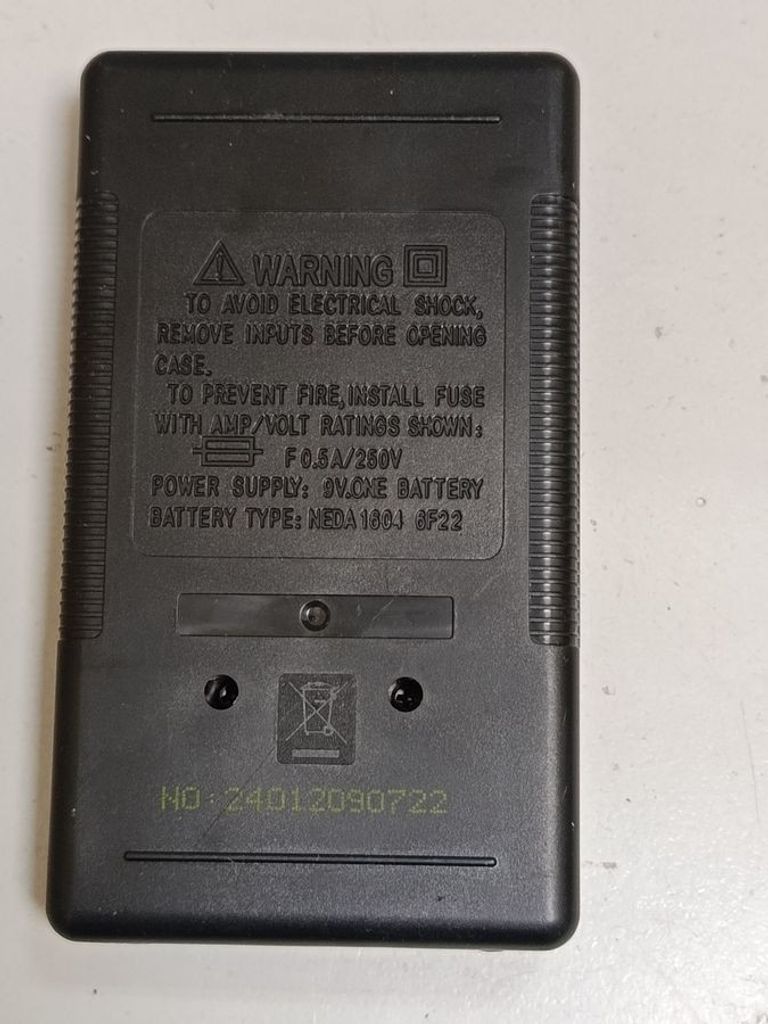 WARNING
TO AVOID ELECTRICAL SHOCK,
REMOVE INPUTS BEFORE OPENING
CASE.
TO PREVENT FIRE, INSTALL FUSE
WITH AMP/VOLT RATINGS SHOWN:
F 0.5A/250V
POWER SUPPLY: 9V.ONE BATTERY
BATTERY TYPE: NEDA 1604 6F22
NO:24012090722